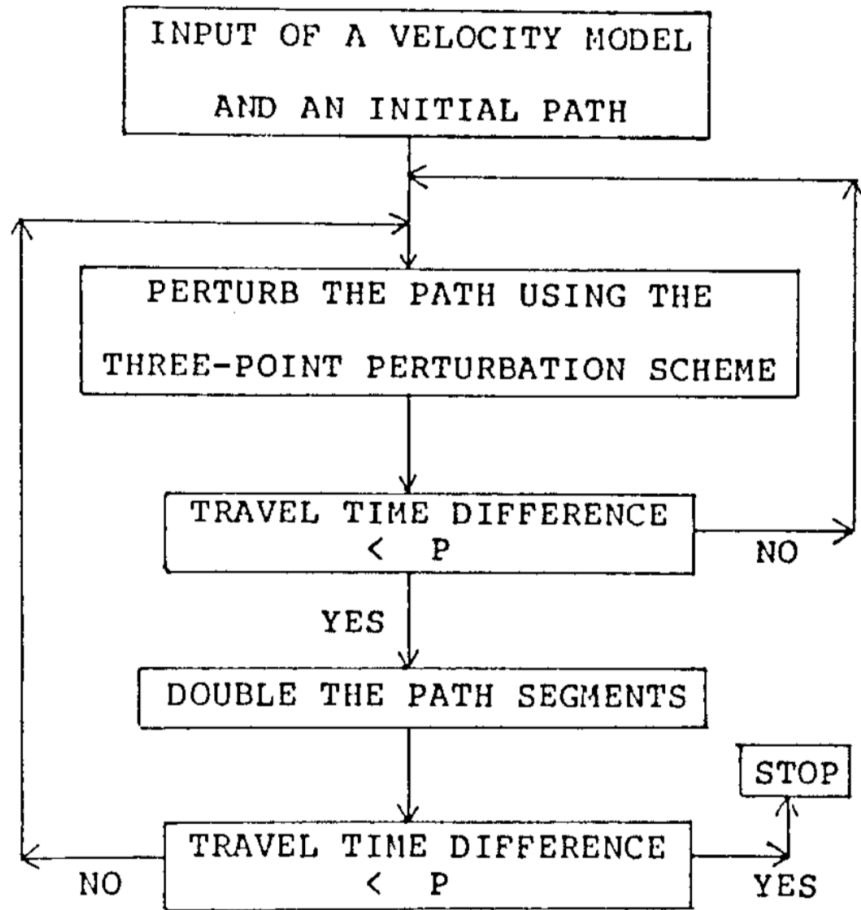 INPUT OF A VELOCITY MODEL
AND AN INITIAL PATH
PERTURB THE PATH USING THE
THREE-POINT PERTURBATION SCHEME
TRAVEL TIME DIFFERENCE
< P
NO
YES
DOUBLE THE PATH SEGMENTS
STOP
TRAVEL TIME DIFFERENCE
< P
NO
YES